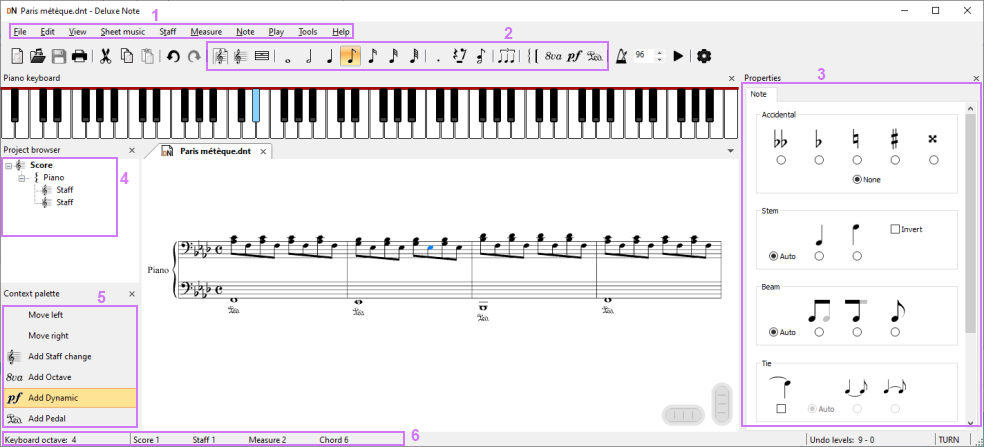 Paris métèque.dnt - Deluxe Note
1
File Edit View Sheet music Staff Measure Note Play Tools Help
2
8va pf 96
Piano keyboard
Properties
3
Note
Accidental
None
Project browser
Paris métèque.dnt
Score
4
Piano
Staff
Staff
Stem
Invert
Auto
Piano
Context palette
5
Beam
Move left
Move right
Auto
Add Staff change
8va Add Octave
Tie
pf Add Dynamic
Auto
Add Pedal
Keyboard octave: 4 Score 1 Staff 1 Measure 2 Chord 6
6
Undo levels: 9 - 0 TURN